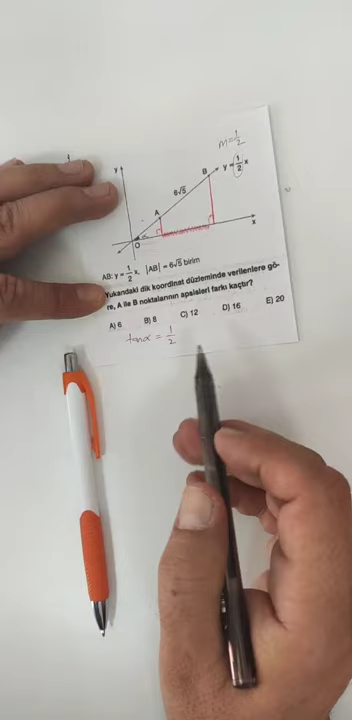 m = 1/2
y
B
y = 1/2 x
6√5
A
α
O
x
AB: y = 1/2 x, |AB| = 6√5 birim
Yukarıdaki dik koordinat düzleminde verilenlere gö-
re, A ile B noktalarının apsisleri farkı kaçtır?
A) 6 B) 8 C) 12 D) 16 E) 20
tanα = 1/2